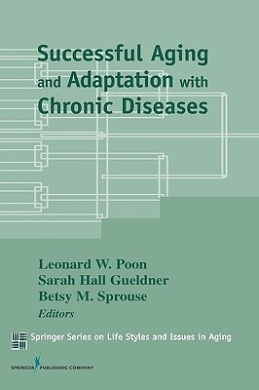 Successful Aging
and Adaptation with
Chronic Diseases
Leonard W. Poon
Sarah Hall Gueldner
Betsy M. Sprouse
Editors
Springer Series on Life Styles and Issues in Aging
SPRINGER PUBLISHING COMPANY